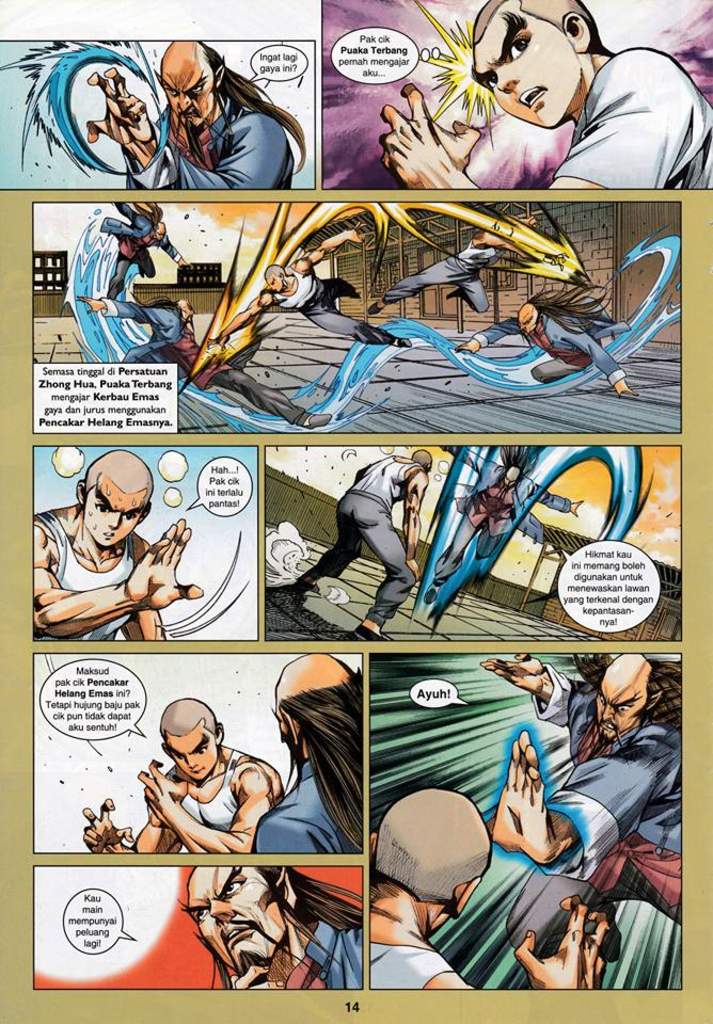 Ingat lagi
gaya ini?
Pak cik
Puaka Terbang
pernah mengajar
aku...
Semasa tinggal di Persatuan
Zhong Hua, Puaka Terbang
mengajar Kerbau Emas
gaya dan jurus menggunakan
Pencakar Helang Emasnya.
Hah...!
Pak cik
ini terlalu
pantas!
Hikmat kau
ini memang boleh
digunakan untuk
menewaskan lawan
yang terkenal dengan
kepantasan-
nya!
Maksud
pak cik Pencakar
Helang Emas ini?
Tetapi hujung baju pak
cik pun tidak dapat
aku sentuh!
Ayuh!
Kau
main
mempunyai
peluang
lagi!
14